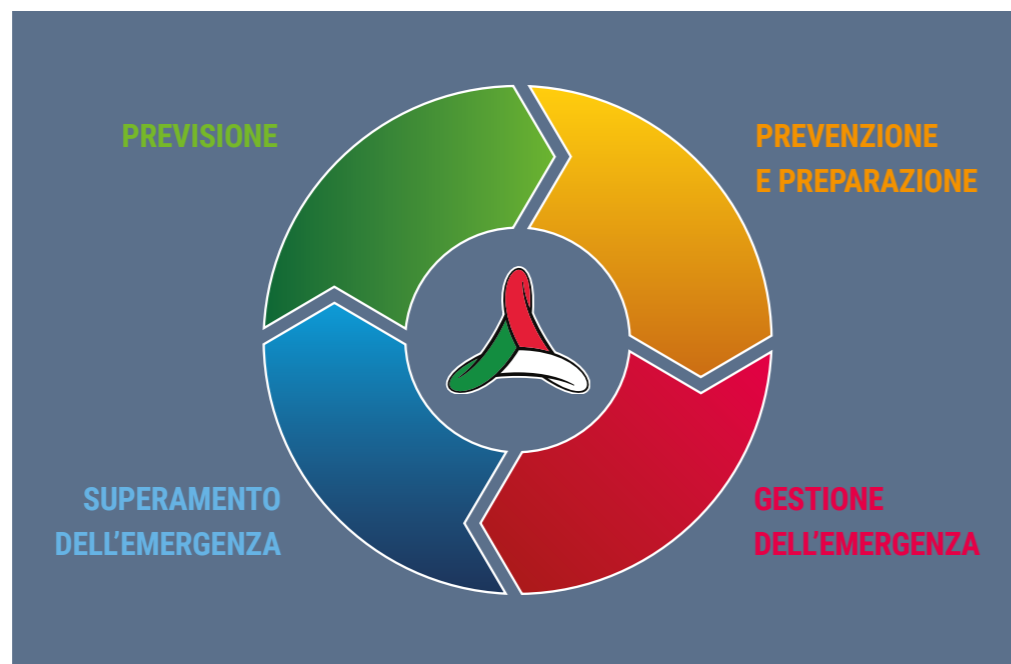 PREVISIONE
PREVENZIONE
E PREPARAZIONE
SUPERAMENTO
DELL'EMERGENZA
GESTIONE
DELL'EMERGENZA